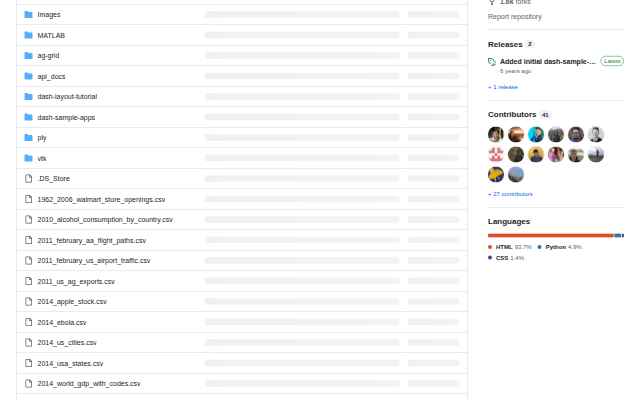 1.8k forks
Images
MATLAB
Report repository
ag-grid
Releases 2
api_docs
Added initial dash-sample-... Latest
6 years ago
dash-layout-tutorial
+ 1 release
dash-sample-apps
Contributors 41
ply
vtk
.DS_Store
1962_2006_walmart_store_openings.csv
+ 27 contributors
2010_alcohol_consumption_by_country.csv
Languages
2011_february_aa_flight_paths.csv
HTML 93.7% Python 4.9%
2011_february_us_airport_traffic.csv
CSS 1.4%
2011_us_ag_exports.csv
2014_apple_stock.csv
2014_ebola.csv
2014_us_cities.csv
2014_usa_states.csv
2014_world_gdp_with_codes.csv